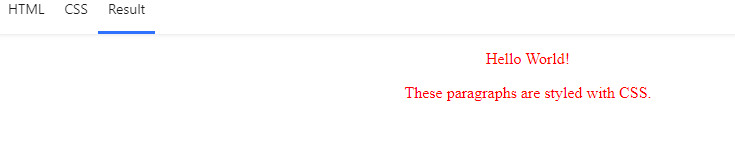 HTML CSS Result
Hello World!
These paragraphs are styled with CSS.